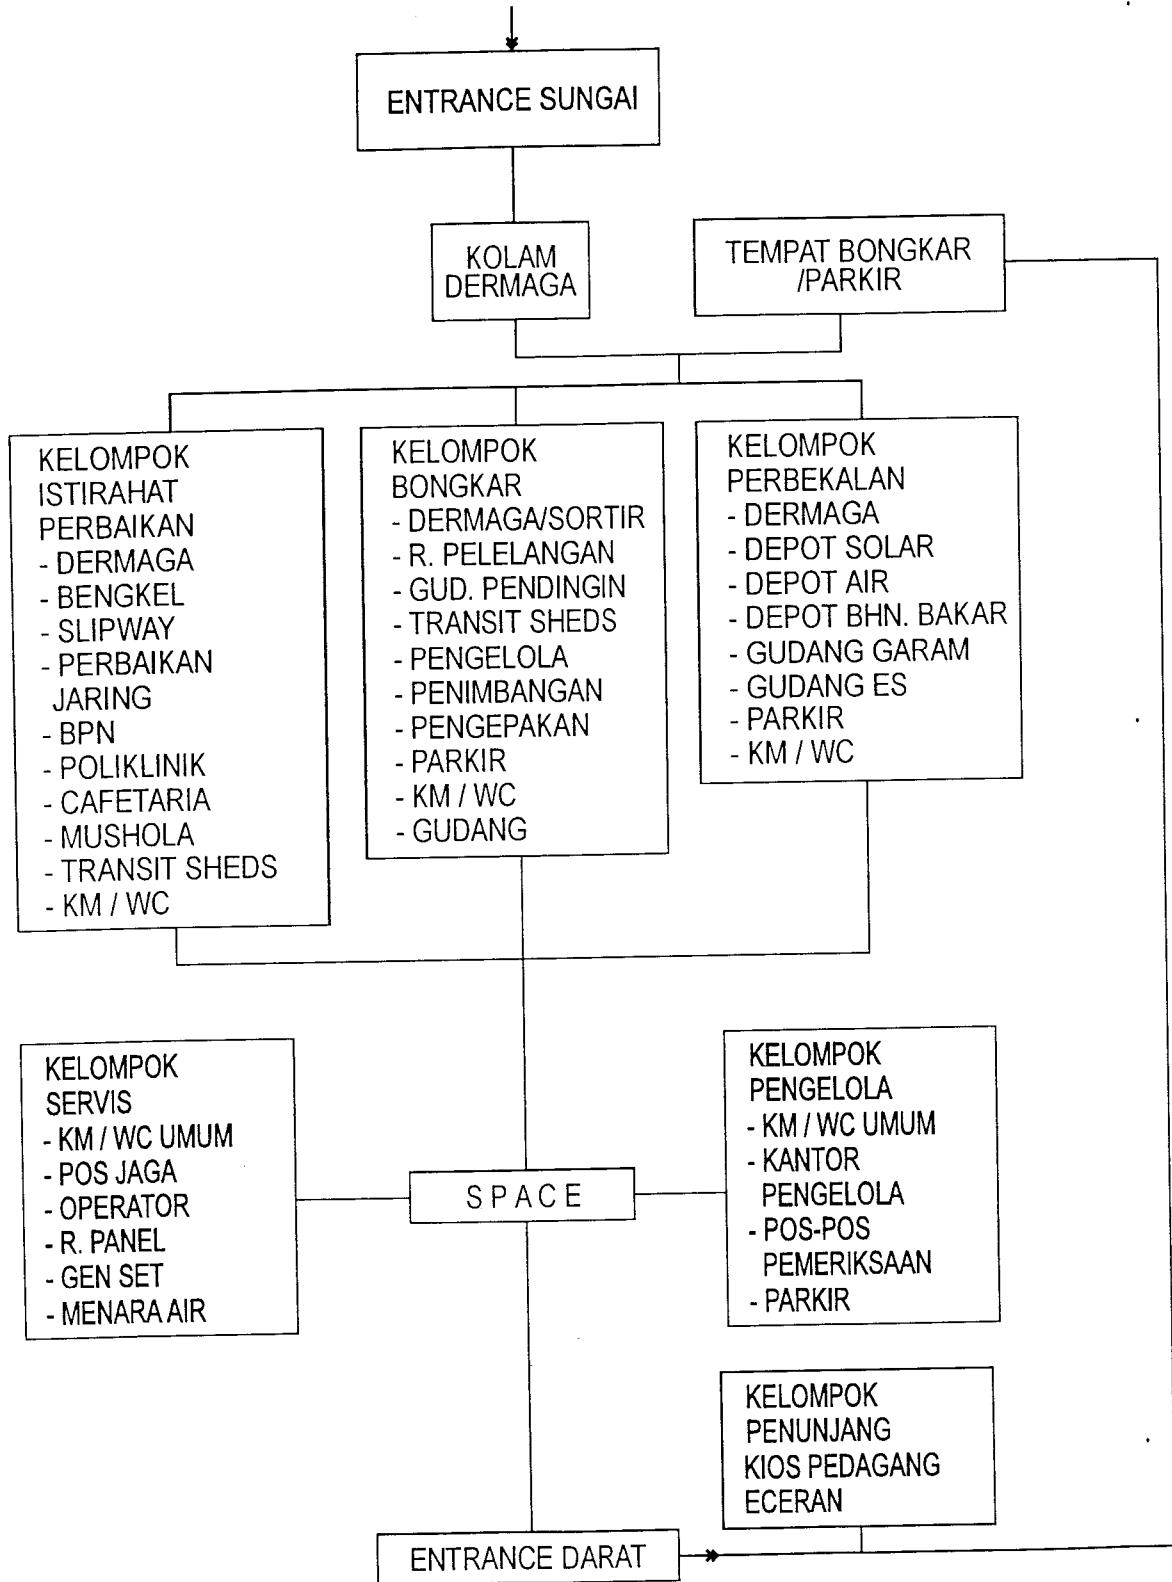 ENTRANCE SUNGAI
KOLAM
DERMAGA
TEMPAT BONGKAR
/PARKIR
KELOMPOK
ISTIRAHAT
PERBAIKAN
- DERMAGA
- BENGKEL
- SLIPWAY
- PERBAIKAN
JARING
- BPN
- POLIKLINIK
- CAFETARIA
- MUSHOLA
- TRANSIT SHEDS
- KM / WC
KELOMPOK
BONGKAR
- DERMAGA/SORTIR
- R. PELELANGAN
- GUD. PENDINGIN
- TRANSIT SHEDS
- PENGELOLA
- PENIMBANGAN
- PENGEPAKAN
- PARKIR
- KM / WC
- GUDANG
KELOMPOK
PERBEKALAN
- DERMAGA
- DEPOT SOLAR
- DEPOT AIR
- DEPOT BHN. BAKAR
- GUDANG GARAM
- GUDANG ES
- PARKIR
- KM / WC
KELOMPOK
SERVIS
- KM / WC UMUM
- POS JAGA
- OPERATOR
- R. PANEL
- GEN SET
- MENARA AIR
SPACE
KELOMPOK
PENGELOLA
- KM / WC UMUM
- KANTOR
PENGELOLA
- POS-POS
PEMERIKSAAN
- PARKIR
KELOMPOK
PENUNJANG
KIOS PEDAGANG
ECERAN
ENTRANCE DARAT